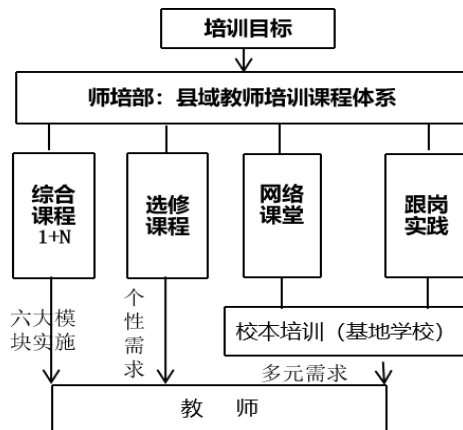 培训目标
师培部：县域教师培训课程体系
综合
课程
1+N
选修
课程
网络
课堂
跟岗
实践
六大模
块实施
个
性
需
求
校本培训（基地学校）
多元需求
教 师